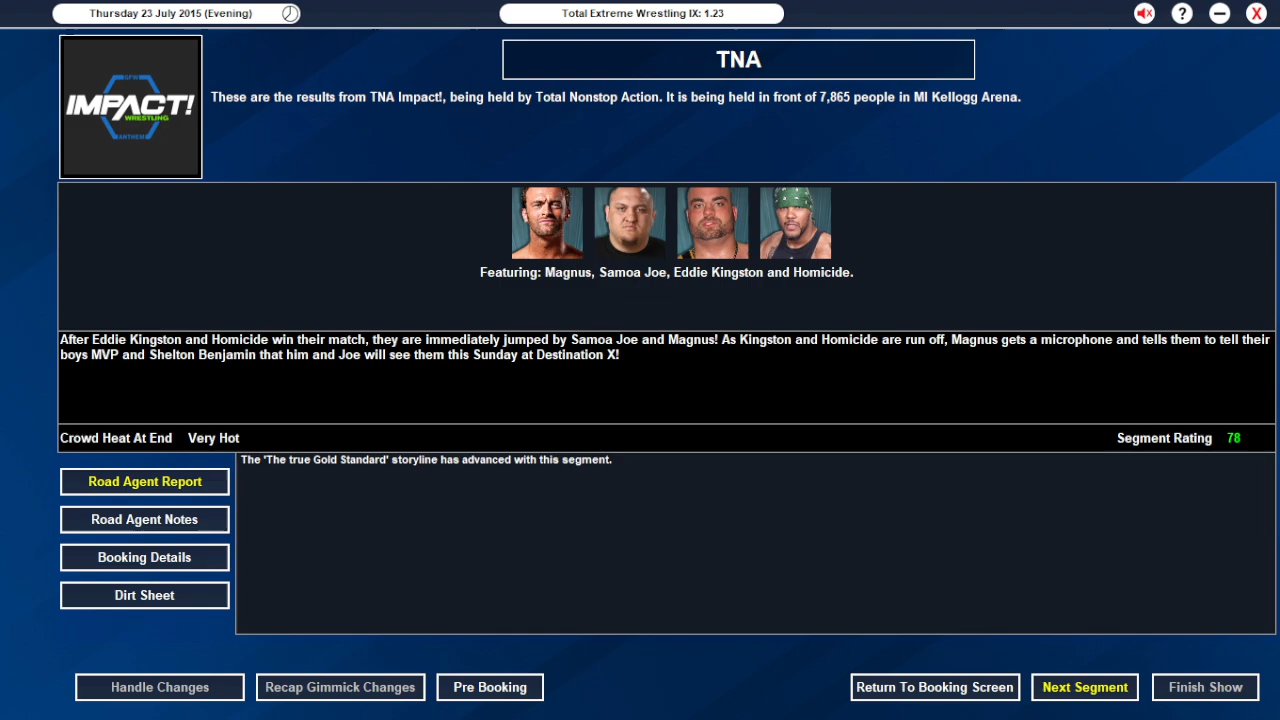 Thursday 23 July 2015 (Evening)
Total Extreme Wrestling IX: 1.23
?
X
TNA
GFW
IMPACT!
WRESTLING
ANTHEM
These are the results from TNA Impact!, being held by Total Nonstop Action. It is being held in front of 7,865 people in MI Kellogg Arena.
Featuring: Magnus, Samoa Joe, Eddie Kingston and Homicide.
After Eddie Kingston and Homicide win their match, they are immediately jumped by Samoa Joe and Magnus! As Kingston and Homicide are run off, Magnus gets a microphone and tells them to tell their
boys MVP and Shelton Benjamin that him and Joe will see them this Sunday at Destination X!
Crowd Heat At End Very Hot
Segment Rating 78
The 'The true Gold Standard' storyline has advanced with this segment.
Road Agent Report
Road Agent Notes
Booking Details
Dirt Sheet
Handle Changes
Recap Gimmick Changes
Pre Booking
Return To Booking Screen
Next Segment
Finish Show